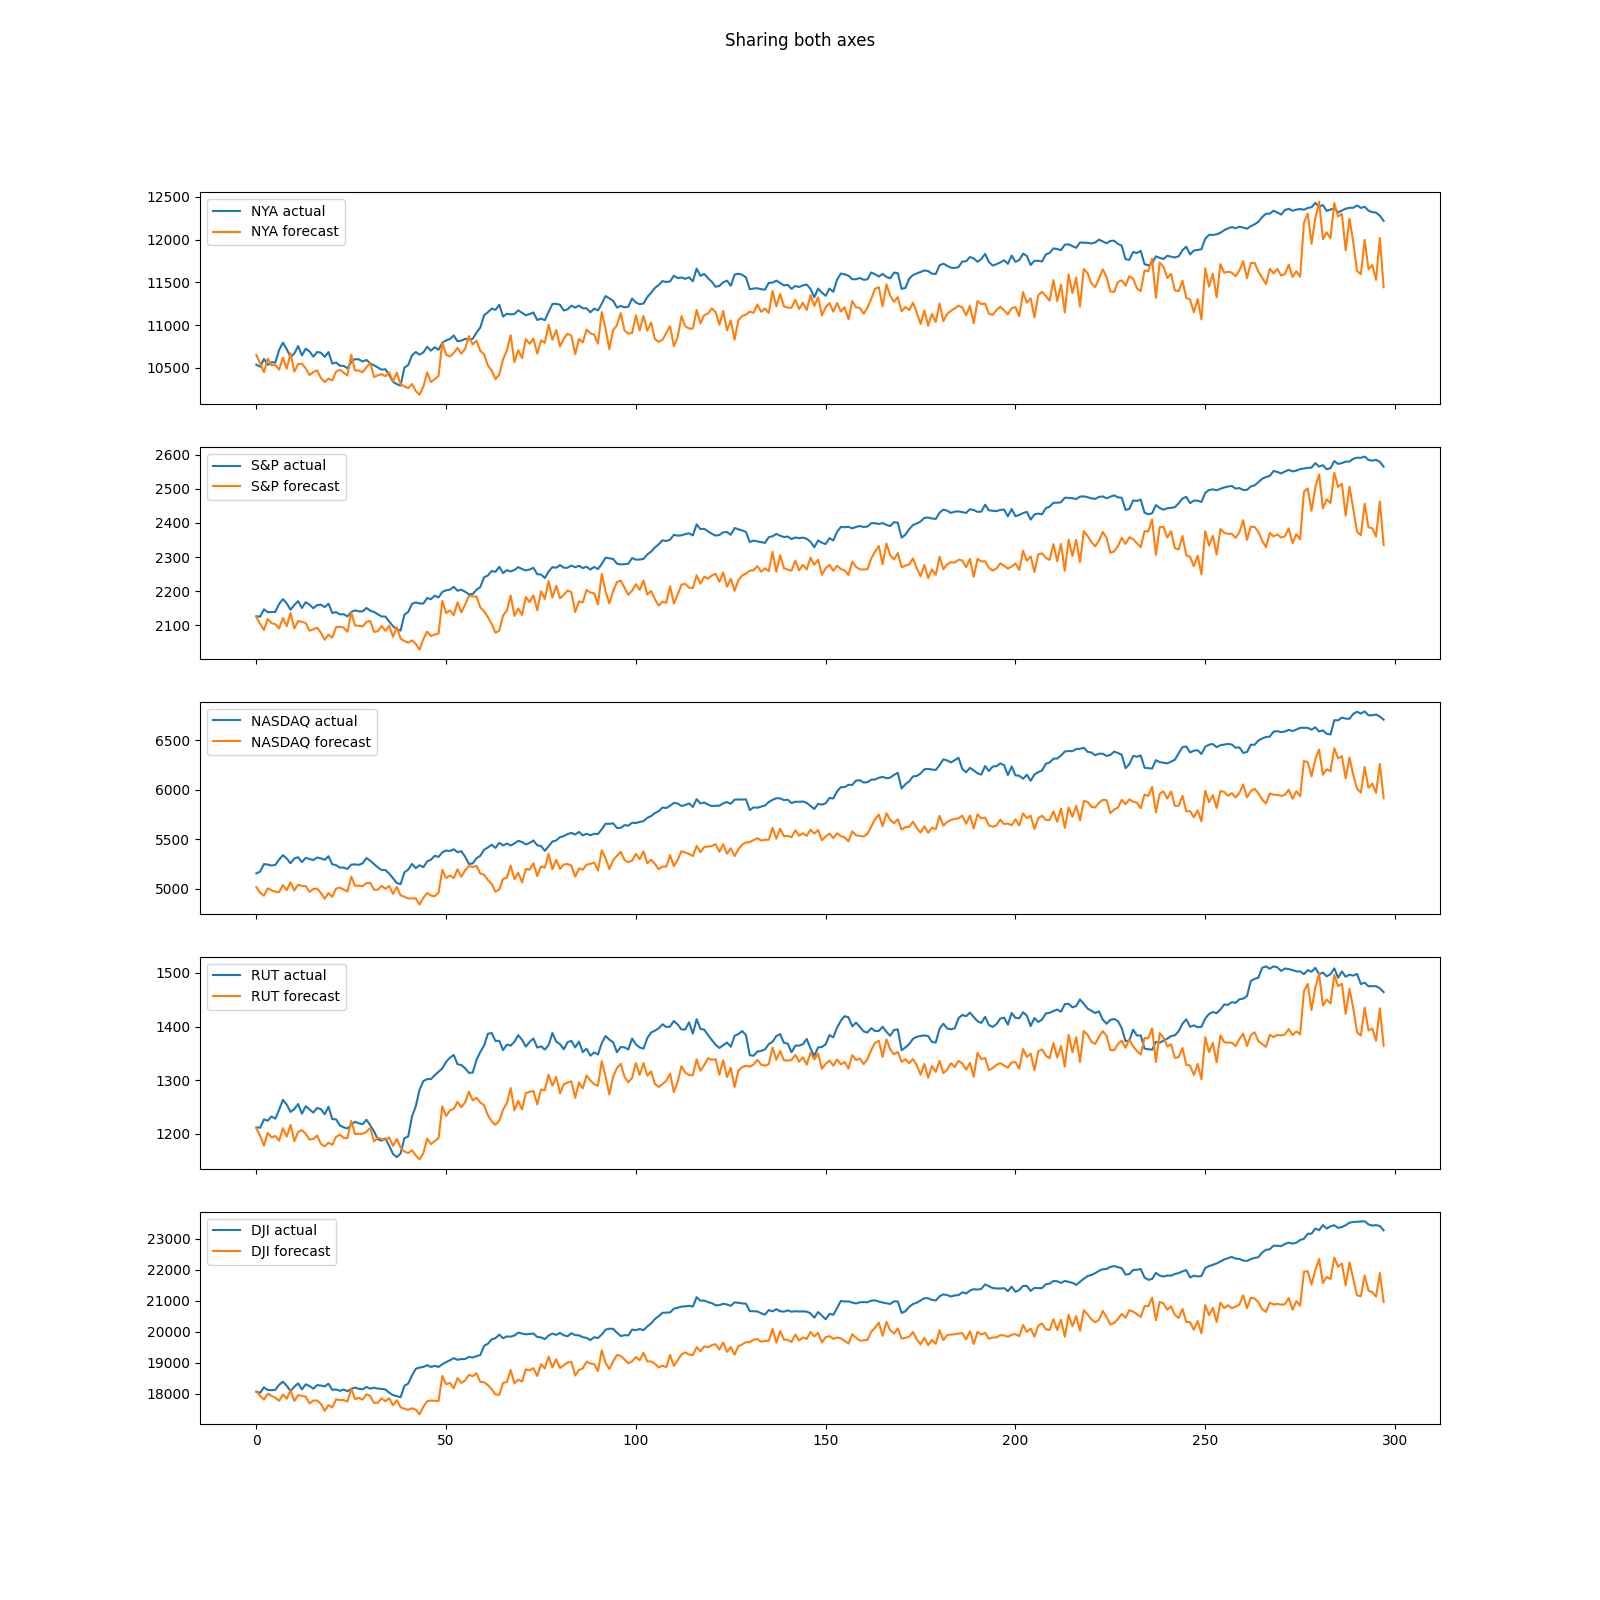 Sharing both axes
12500
12000
11500
11000
10500
NYA actual
NYA forecast
2600
2500
2400
2300
2200
2100
S&P actual
S&P forecast
6500
6000
5500
5000
NASDAQ actual
NASDAQ forecast
1500
1400
1300
1200
RUT actual
RUT forecast
23000
22000
21000
20000
19000
18000
DJI actual
DJI forecast
0 50 100 150 200 250 300